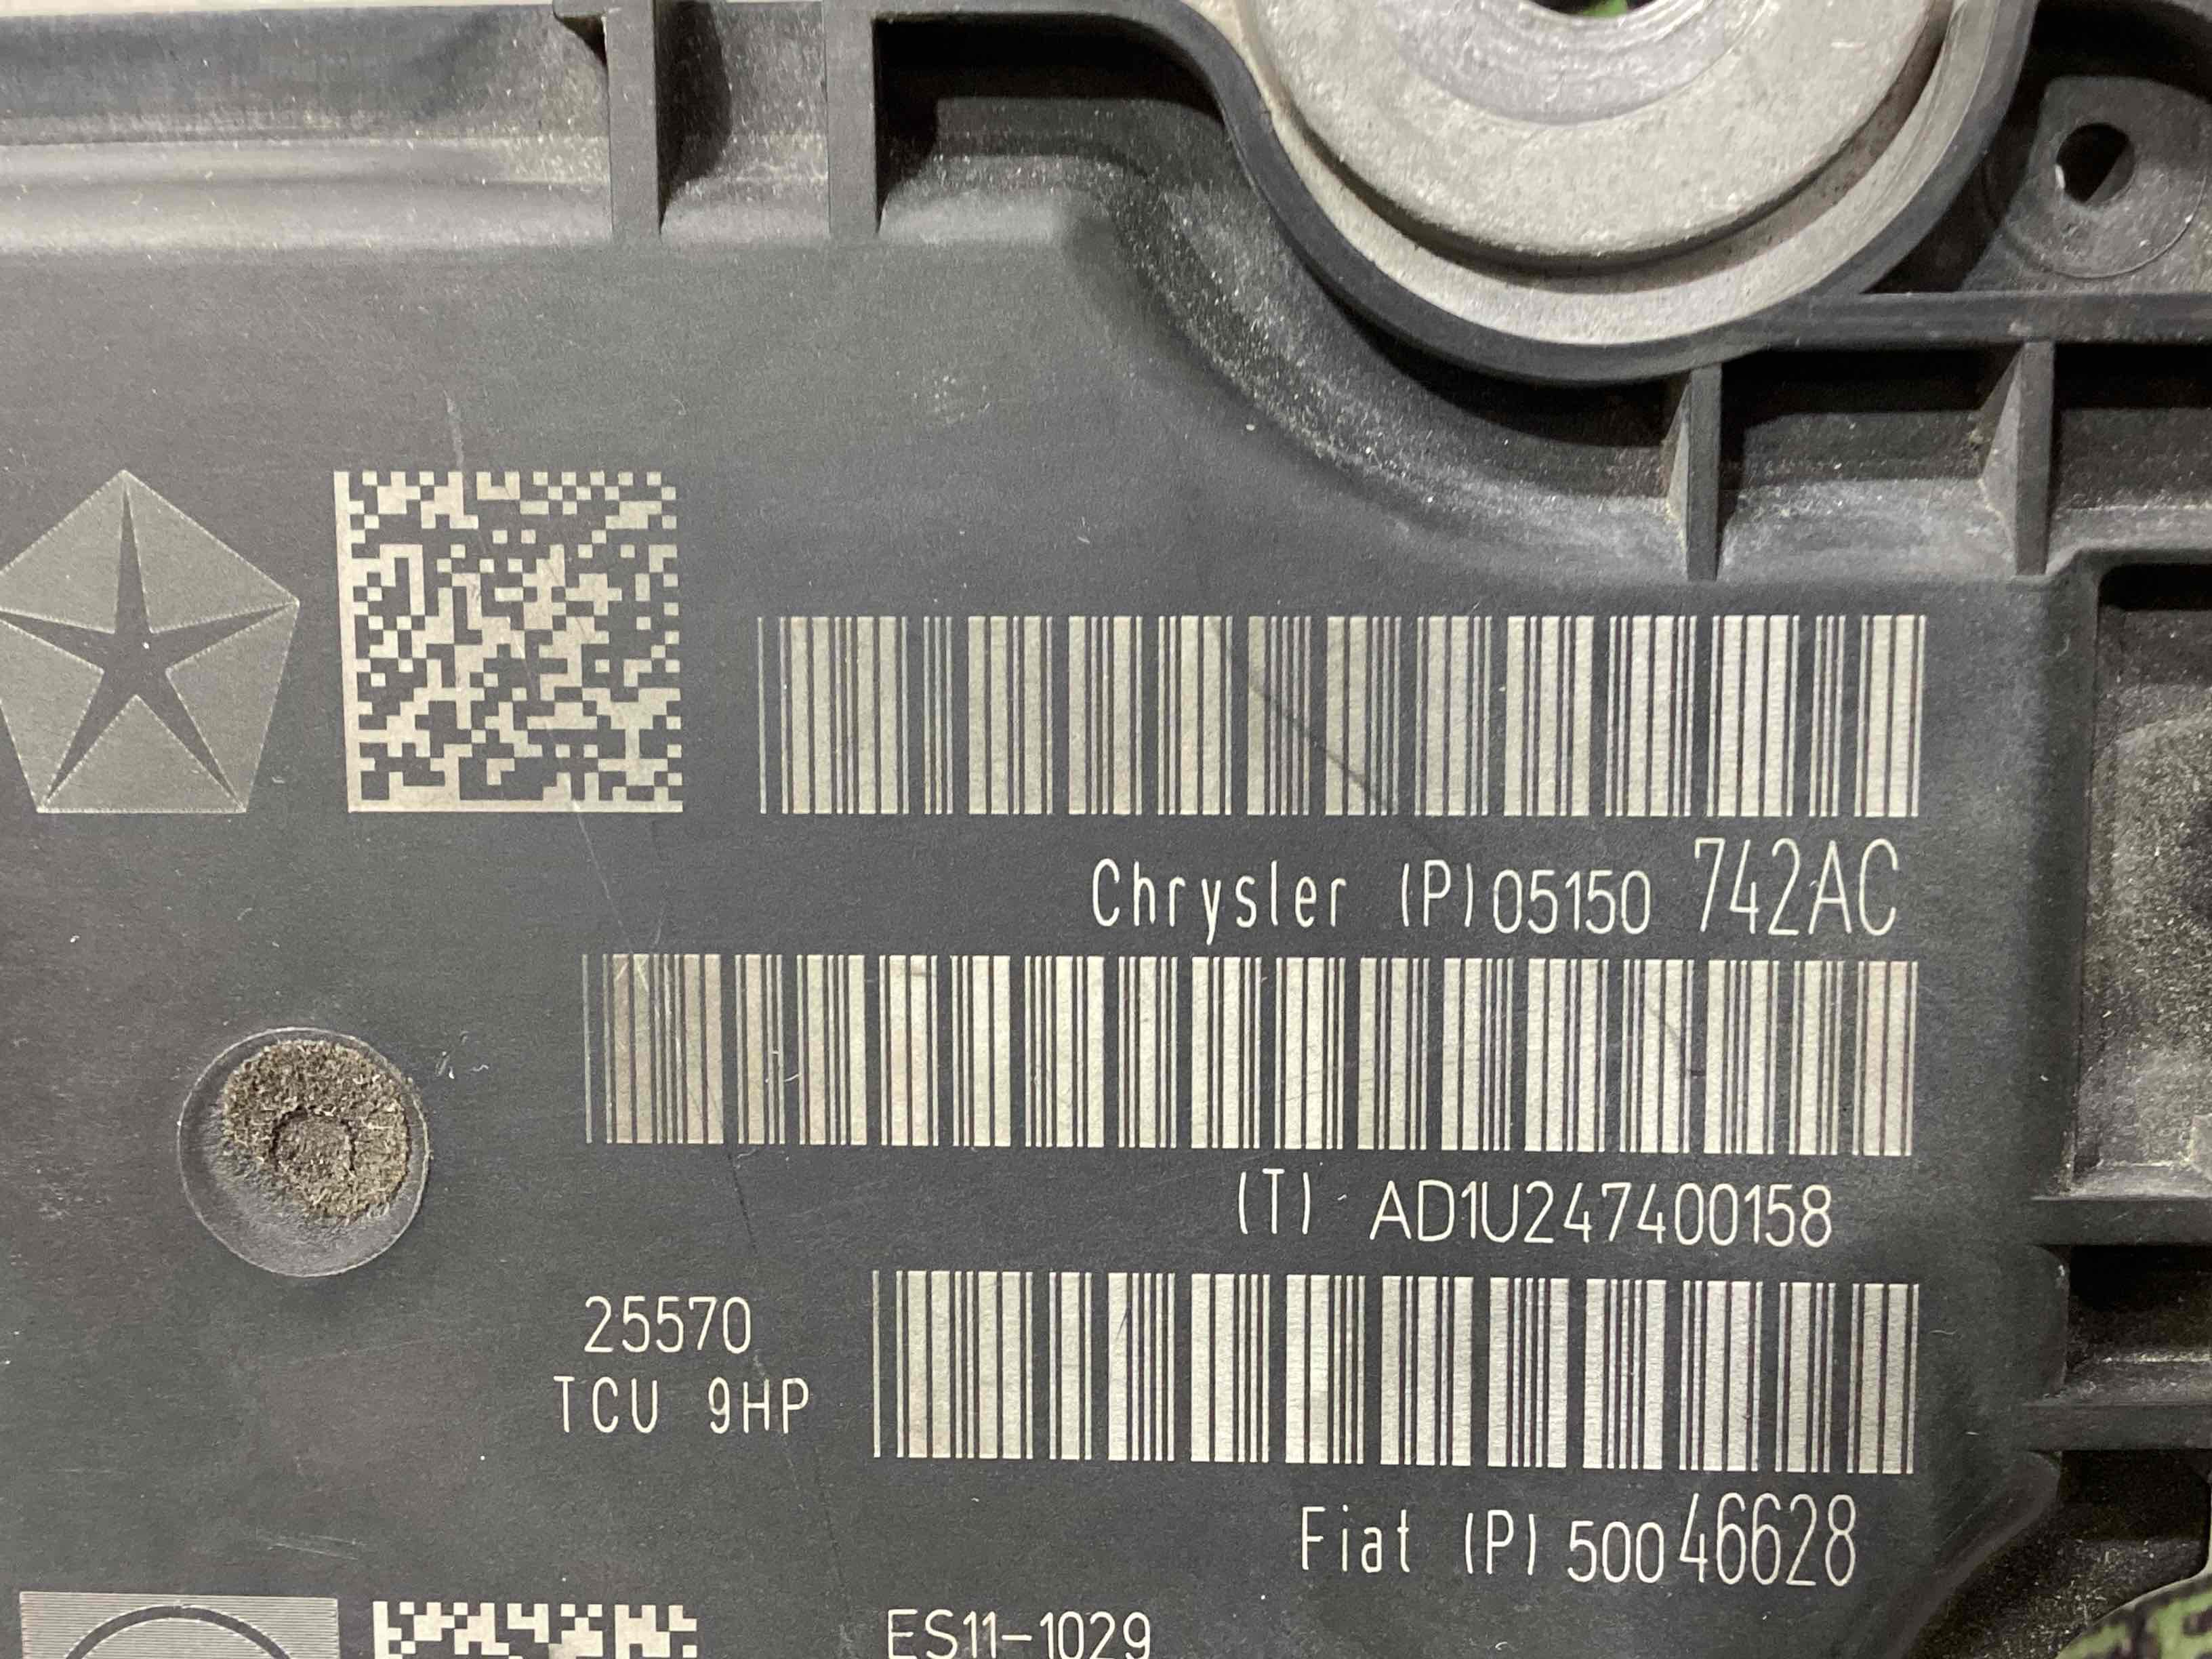 Chrysler (P) 05150 742AC
(T) AD1U247400158
25570
TCU 9HP
Fiat (P) 50046628
ES11-1029